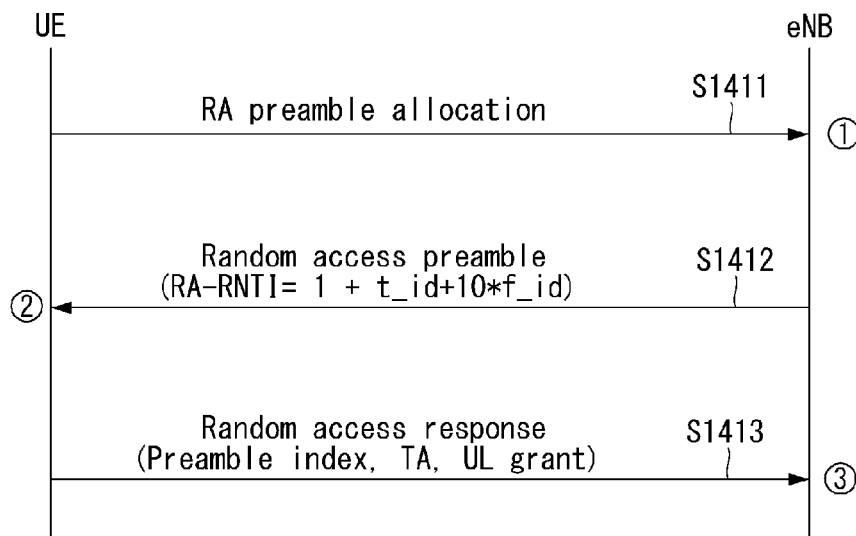 UE
eNB
S1411
RA preamble allocation
①
Random access preamble
(RA-RNTI= 1 + t_id+10*f_id)
S1412
②
Random access response
(Preamble index, TA, UL grant)
S1413
③